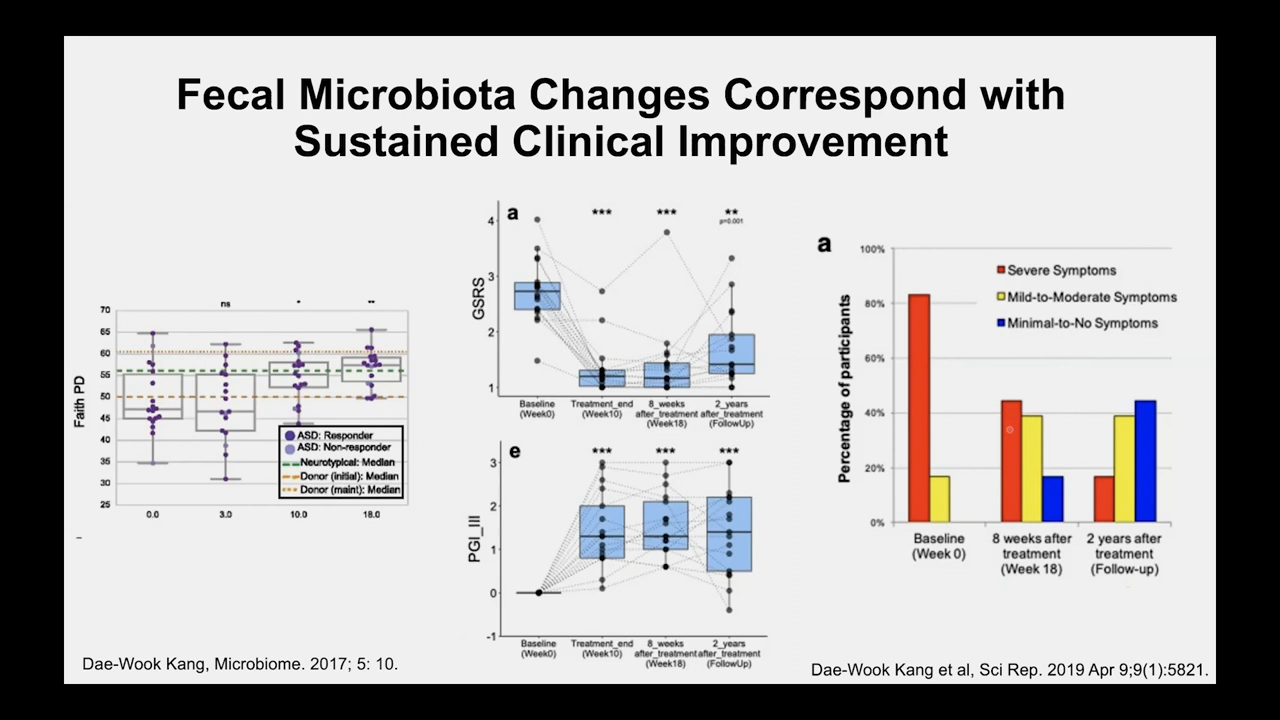 Fecal Microbiota Changes Correspond with
Sustained Clinical Improvement
ns
*
**
70
65
60
55
50
45
40
35
30
25
Faith PD
ASD: Responder
ASD: Non-responder
Neurotypical: Median
Donor (initial): Median
Donor (maint): Median
0.0
3.0
10.0
18.0
a
***
***
**
p=0.001
4
3
2
1
GSRS
Baseline
(Week0)
Treatment_end
(Week10)
8_weeks
after_treatment
(Week18)
2_years
after_treatment
(FollowUp)
e
***
***
***
3
2
1
0
-1
PGI_III
Baseline
(Week0)
Treatment_end
(Week10)
8_weeks
after_treatment
(Week18)
2_years
after_treatment
(FollowUp)
a
100%
80%
60%
40%
20%
0%
Percentage of participants
Severe Symptoms
Mild-to-Moderate Symptoms
Minimal-to-No Symptoms
Baseline
(Week 0)
8 weeks after
treatment
(Week 18)
2 years after
treatment
(Follow-up)
Dae-Wook Kang, Microbiome. 2017; 5: 10.
Dae-Wook Kang et al, Sci Rep. 2019 Apr 9;9(1):5821.